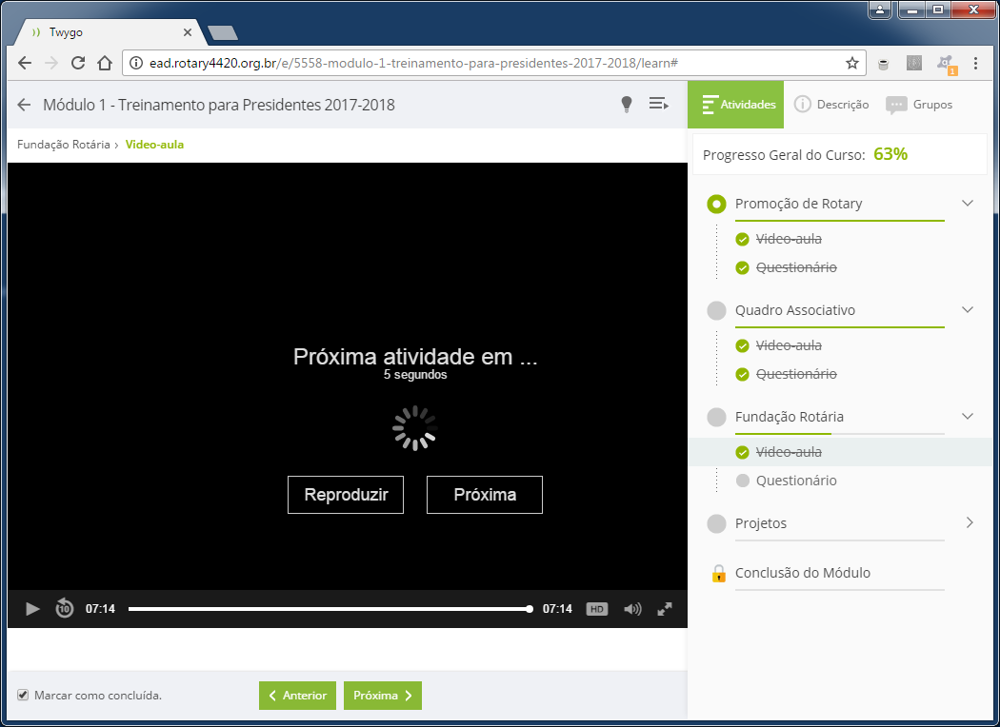 Twygo
ead.rotary4420.org.br/e/5558-modulo-1-treinamento-para-presidentes-2017-2018/learn#
1
Módulo 1 - Treinamento para Presidentes 2017-2018
Atividades
Descrição
Grupos
Fundação Rotária › Video-aula
Progresso Geral do Curso: 63%
Promoção de Rotary
Video-aula
Questionário
Quadro Associativo
Video-aula
Questionário
Fundação Rotária
Video-aula
Questionário
Projetos
Conclusão do Módulo
Próxima atividade em ...
5 segundos
Reproduzir
Próxima
10
07:14
07:14
HD
Marcar como concluída.
Anterior
Próxima